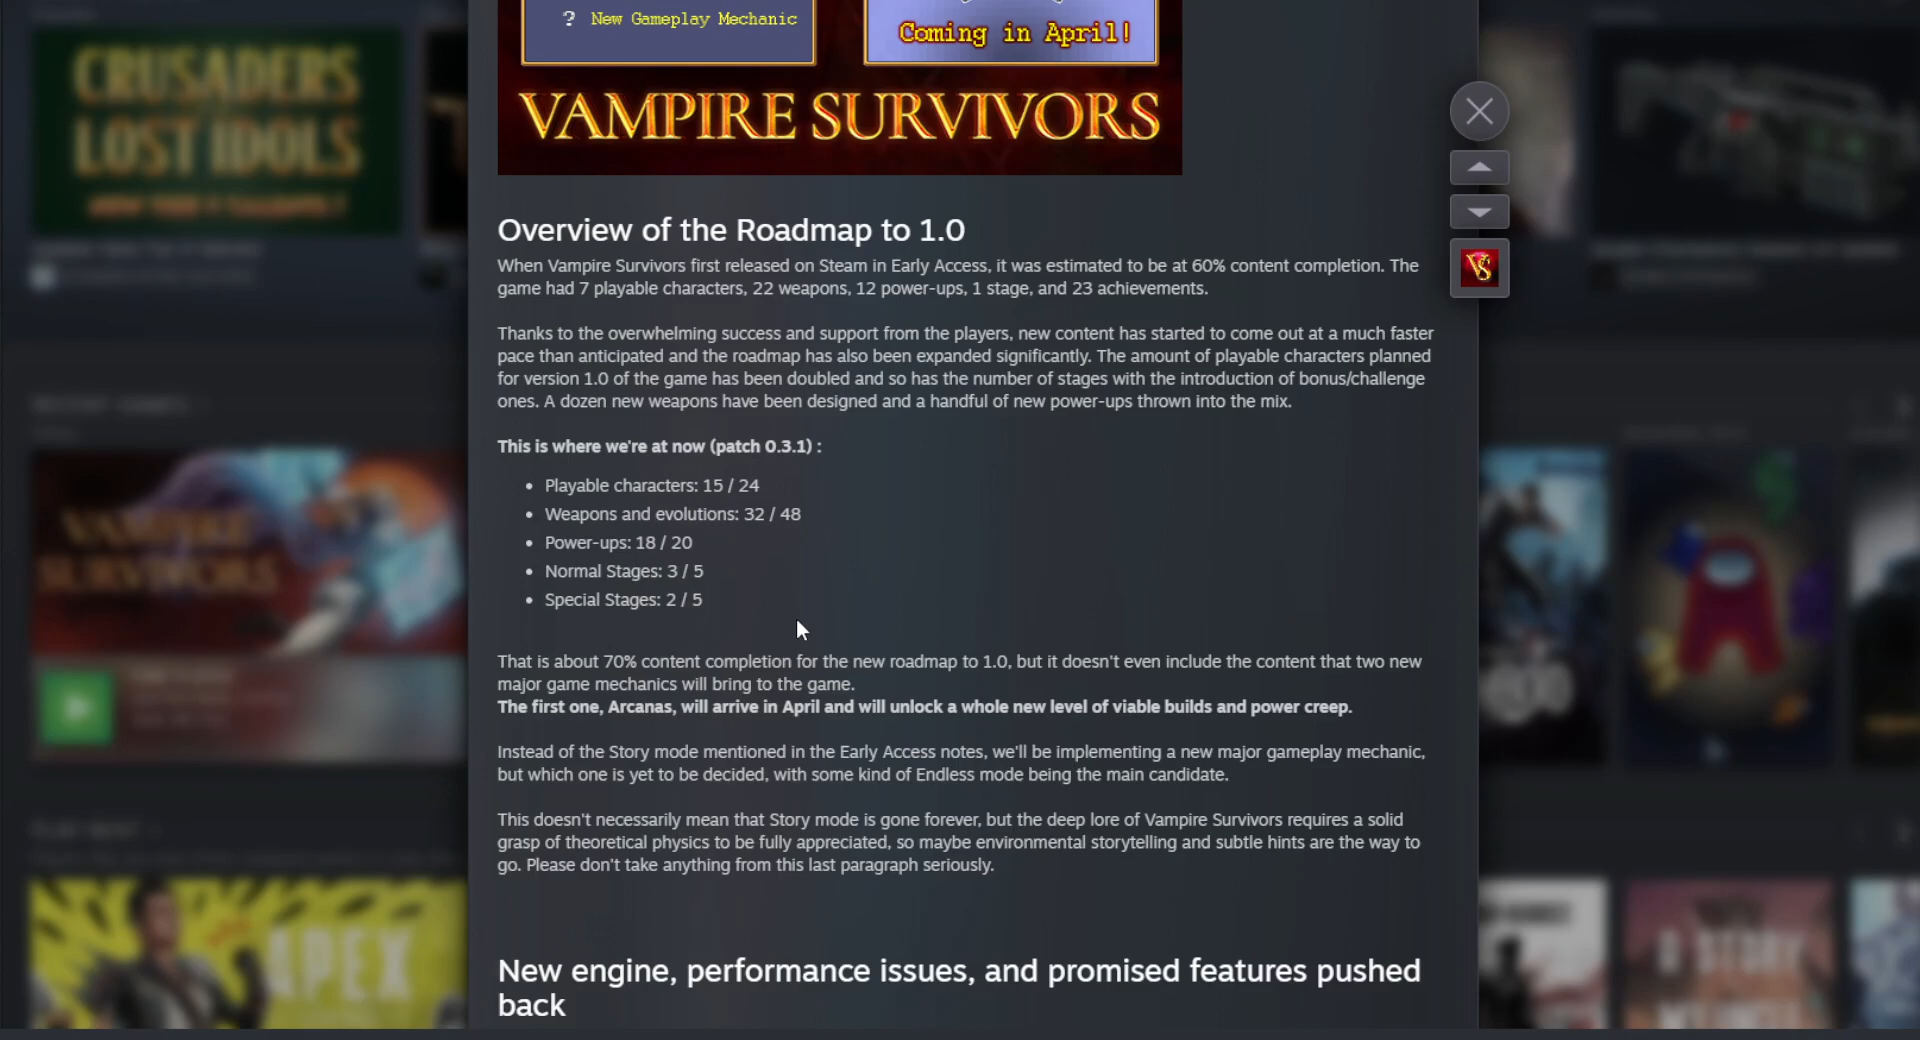 ? New Gameplay Mechanic
Coming in April!
VAMPIRE SURVIVORS
CRUSADERS
LOST IDOLS
VS
Overview of the Roadmap to 1.0
When Vampire Survivors first released on Steam in Early Access, it was estimated to be at 60% content completion. The
game had 7 playable characters, 22 weapons, 12 power-ups, 1 stage, and 23 achievements.
Thanks to the overwhelming success and support from the players, new content has started to come out at a much faster
pace than anticipated and the roadmap has also been expanded significantly. The amount of playable characters planned
for version 1.0 of the game has been doubled and so has the number of stages with the introduction of bonus/challenge
ones. A dozen new weapons have been designed and a handful of new power-ups thrown into the mix.
This is where we're at now (patch 0.3.1) :
• Playable characters: 15 / 24
• Weapons and evolutions: 32 / 48
• Power-ups: 18 / 20
• Normal Stages: 3 / 5
• Special Stages: 2 / 5
VAMPIRE
SURVIVORS
That is about 70% content completion for the new roadmap to 1.0, but it doesn't even include the content that two new
major game mechanics will bring to the game.
The first one, Arcanas, will arrive in April and will unlock a whole new level of viable builds and power creep.
Instead of the Story mode mentioned in the Early Access notes, we'll be implementing a new major gameplay mechanic,
but which one is yet to be decided, with some kind of Endless mode being the main candidate.
This doesn't necessarily mean that Story mode is gone forever, but the deep lore of Vampire Survivors requires a solid
grasp of theoretical physics to be fully appreciated, so maybe environmental storytelling and subtle hints are the way to
go. Please don't take anything from this last paragraph seriously.
APEX
New engine, performance issues, and promised features pushed
back